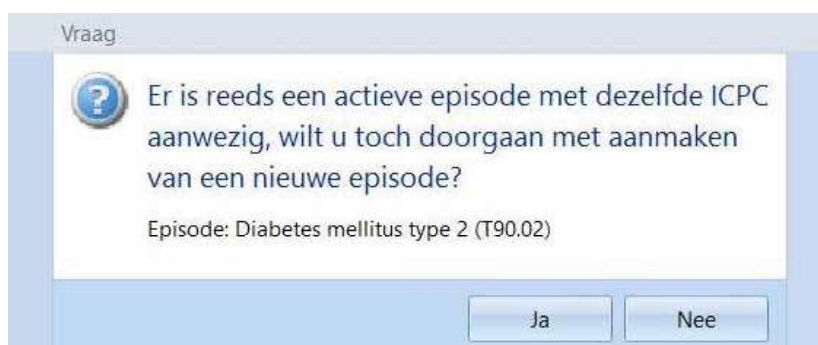 Vraag
Er is reeds een actieve episode met dezelfde ICPC
aanwezig, wilt u toch doorgaan met aanmaken
van een nieuwe episode?
Episode: Diabetes mellitus type 2 (T90.02)
Ja Nee